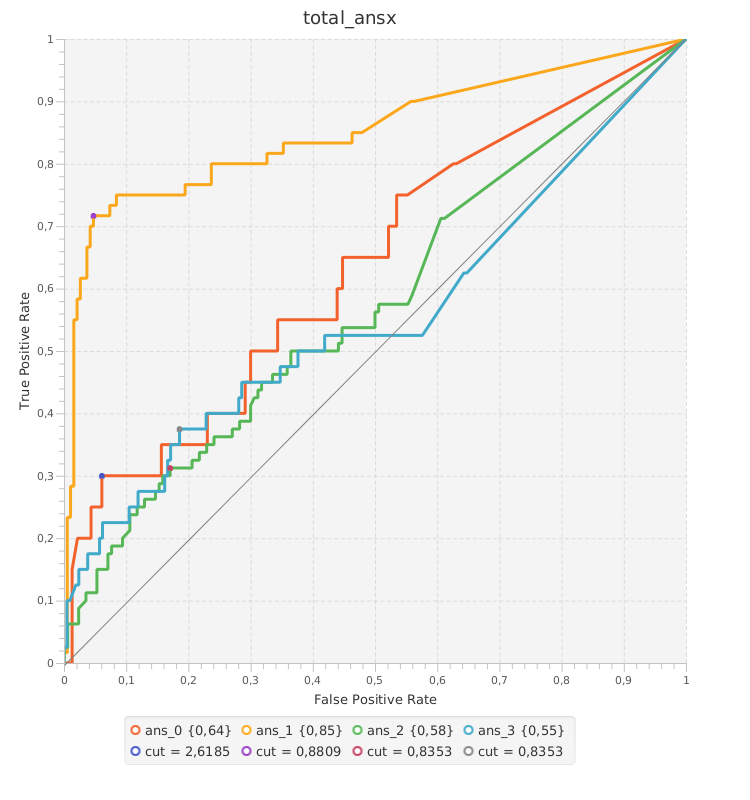 total_ansx
1
0,9
0,8
0,7
0,6
0,5
0,4
0,3
0,2
0,1
0
True Positive Rate
0 0,1 0,2 0,3 0,4 0,5 0,6 0,7 0,8 0,9 1
False Positive Rate
ans_0 {0,64} ans_1 {0,85} ans_2 {0,58} ans_3 {0,55}
cut = 2,6185 cut = 0,8809 cut = 0,8353 cut = 0,8353